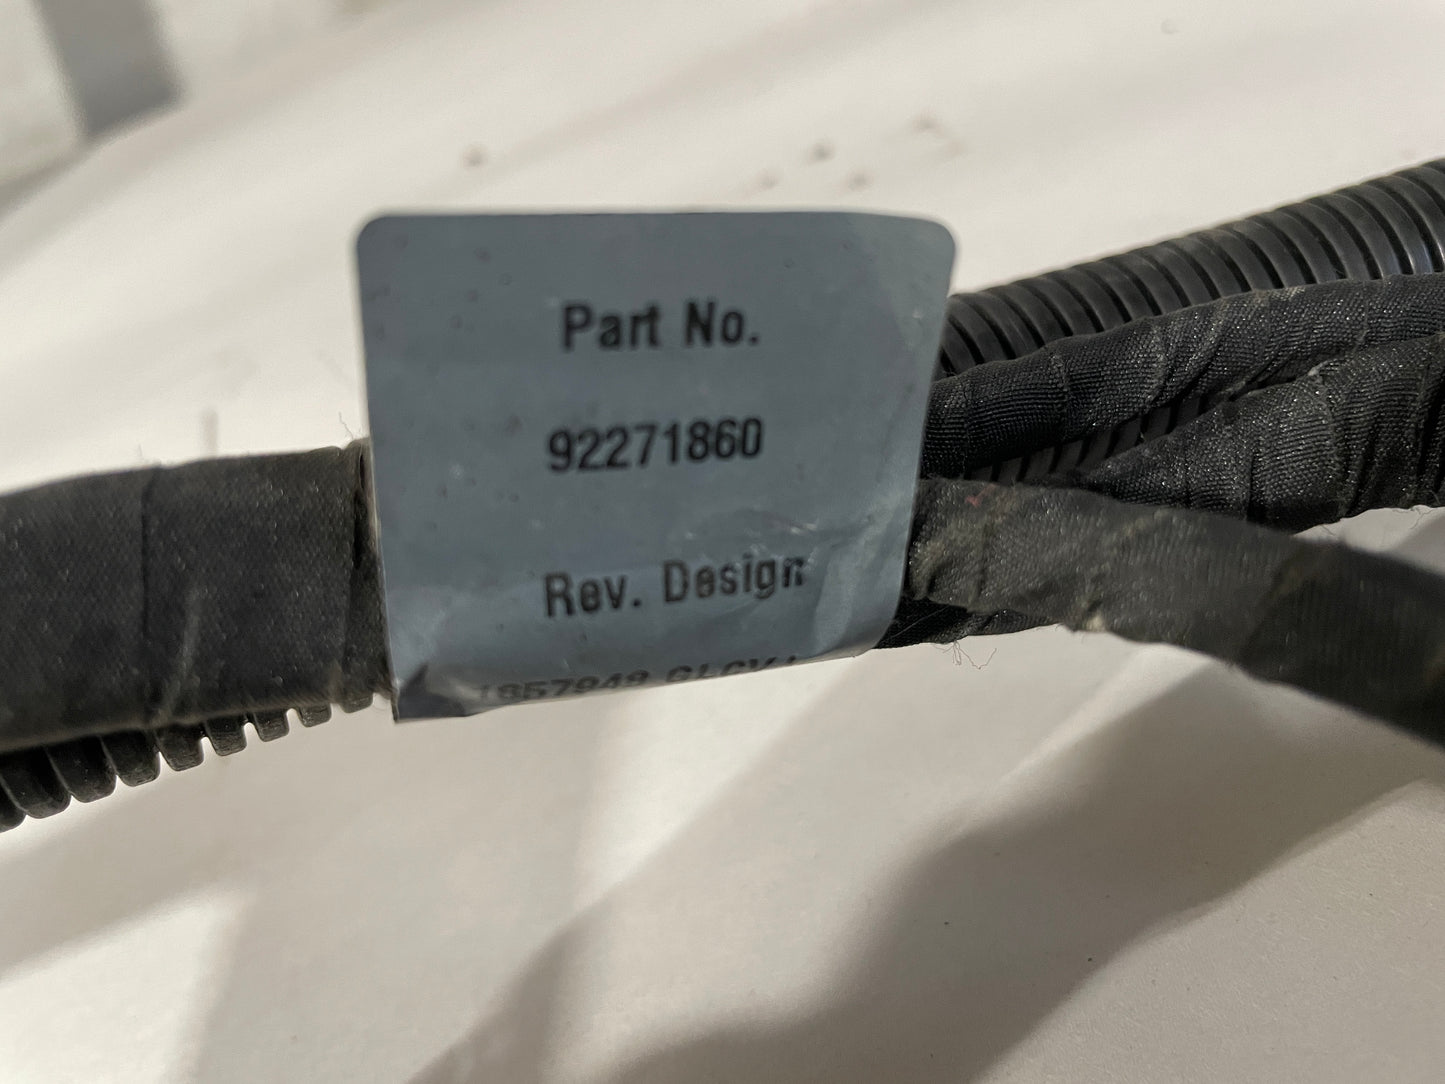 Part No.
92271860
Rev. Design